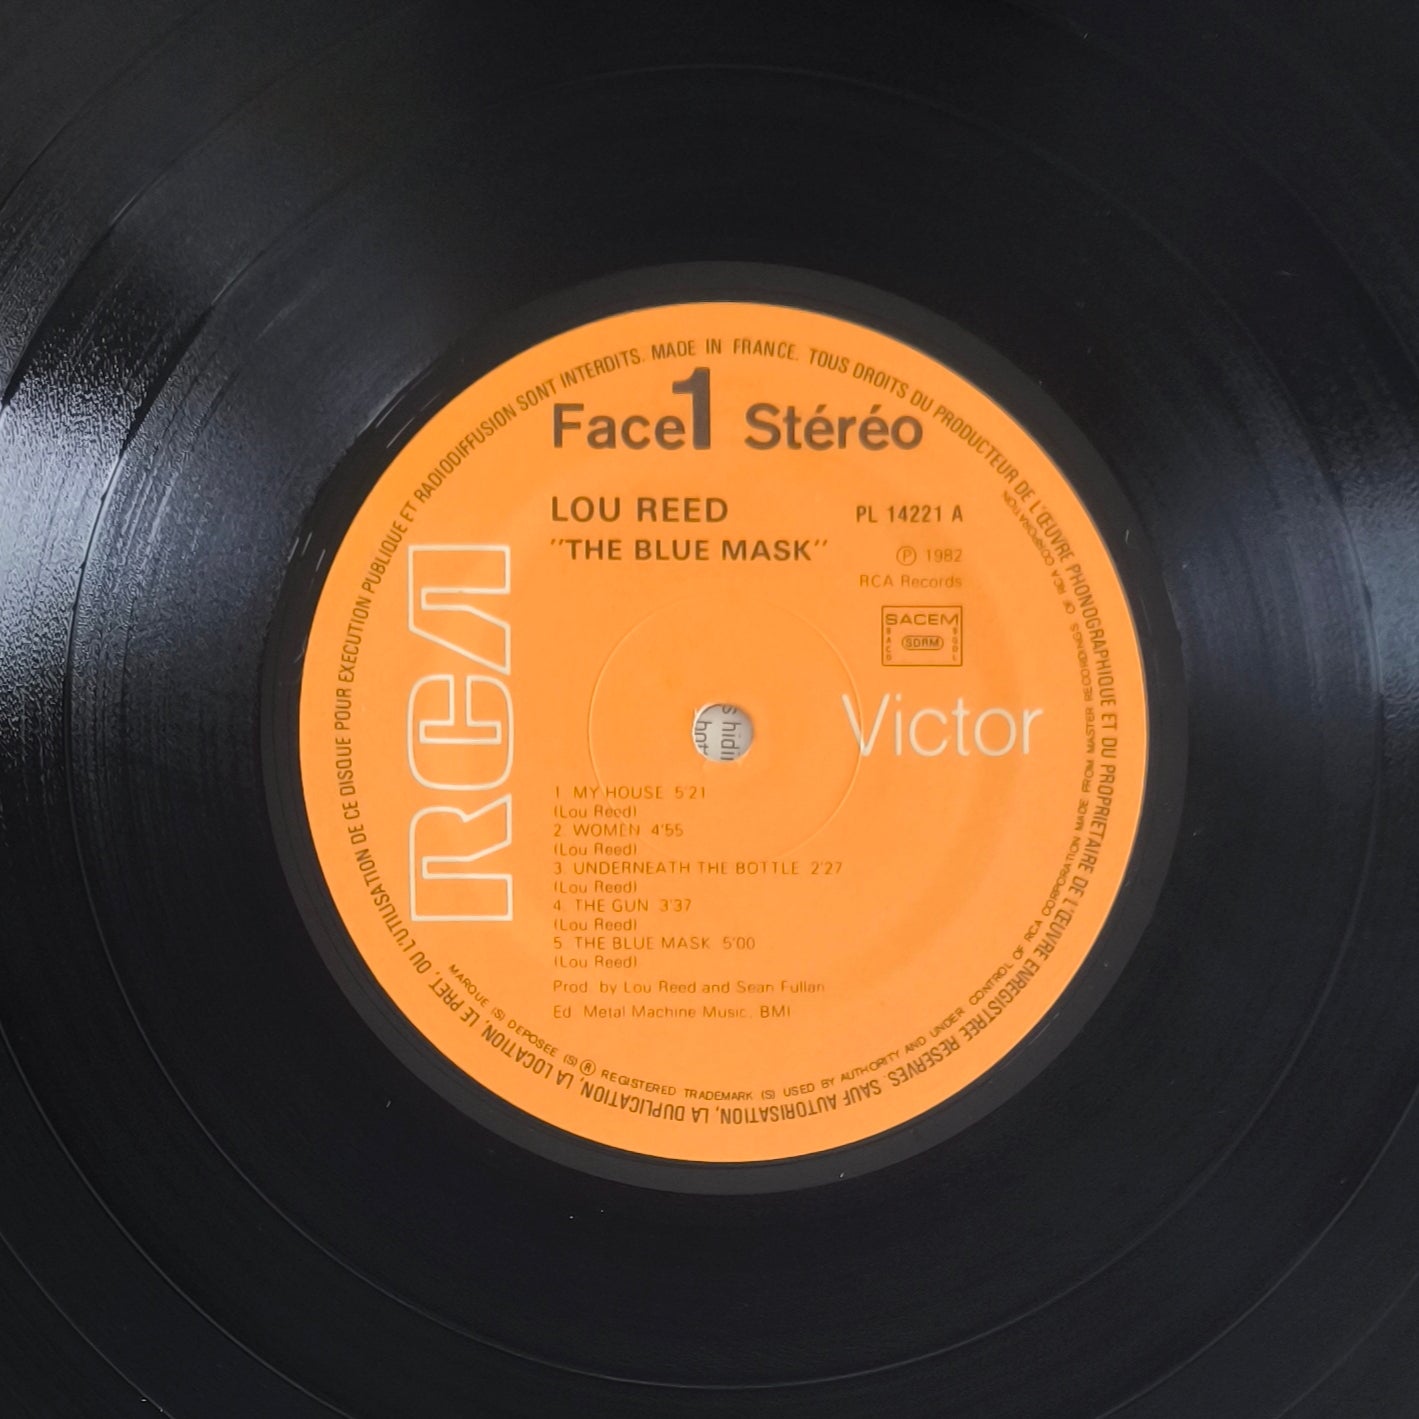 Face 1 Stéréo
LOU REED
"THE BLUE MASK"
PL 14221 A
Ⓟ 1982
RCA Records
SACEM
SACD SDRM SGDL
RCA
Victor
1. MY HOUSE 5'21
(Lou Reed)
2. WOMEN 4'55
(Lou Reed)
3. UNDERNEATH THE BOTTLE 2'27
(Lou Reed)
4. THE GUN 3'37
(Lou Reed)
5. THE BLUE MASK 5'00
(Lou Reed)
Prod. by Lou Reed and Sean Fullan
Ed. Metal Machine Music, BMI
MADE IN FRANCE. TOUS DROITS DU PRODUCTEUR DE L'ŒUVRE PHONOGRAPHIQUE ET DU PROPRIETAIRE DE L'ŒUVRE ENREGISTREE RESERVES. SAUF AUTORISATION, LA DUPLICATION, LA LOCATION, LE PRET, OU L'UTILISATION DE CE DISQUE POUR EXECUTION PUBLIQUE ET RADIODIFFUSION SONT INTERDITS.
MARQUE (S) DEPOSEE (S) ® REGISTERED TRADEMARK (S) USED BY AUTHORITY AND UNDER CONTROL OF RCA CORPORATION MADE FROM MASTER RECORDINGS OF RCA CORPORATION